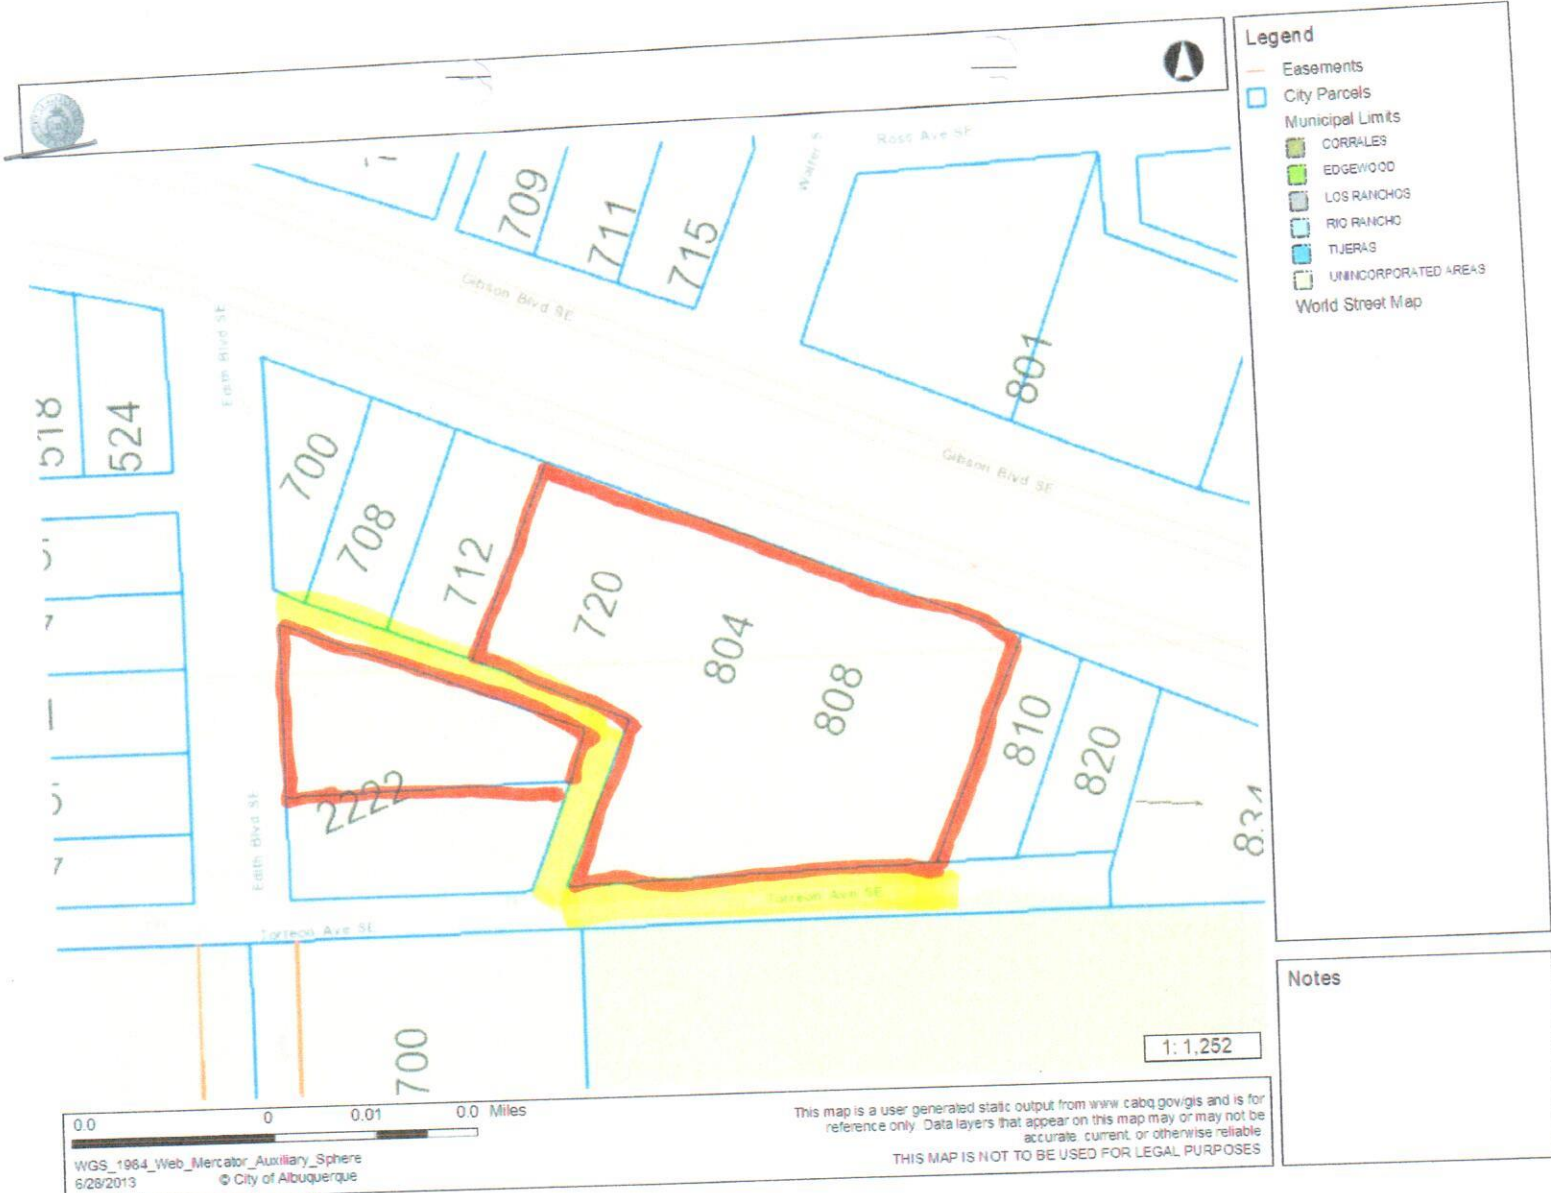 Legend
Easements
City Parcels
Municipal Limits
CORRALES
EDGEWOOD
LOS RANCHOS
RIO RANCHO
TIJERAS
UNINCORPORATED AREAS
World Street Map
Ross Ave SE
709
711
715
Gibson Blvd SE
801
Gibson Blvd SE
518
524
Edith Blvd SE
700
708
712
720
804
808
810
820
834
2222
Edith Blvd SE
Torreon Ave SE
Torreon Ave SE
700
Notes
1: 1,252
0.0 0 0.01 0.0 Miles
WGS_1984_Web_Mercator_Auxiliary_Sphere
6/28/2013 © City of Albuquerque
This map is a user generated static output from www.cabq.gov/gis and is for
reference only. Data layers that appear on this map may or may not be
accurate, current, or otherwise reliable
THIS MAP IS NOT TO BE USED FOR LEGAL PURPOSES